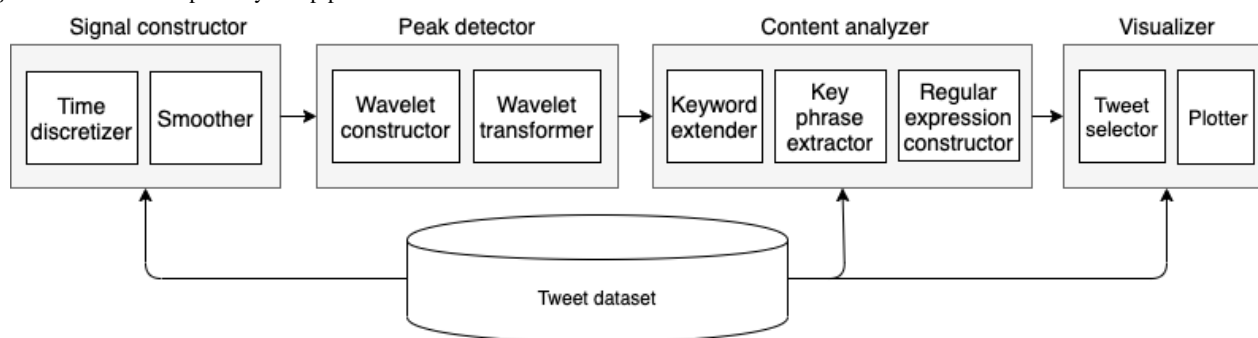 Signal constructor
Peak detector
Content analyzer
Visualizer
Time
discretizer
Smoother
Wavelet
constructor
Wavelet
transformer
Keyword
extender
Key
phrase
extractor
Regular
expression
constructor
Tweet
selector
Plotter
Tweet dataset